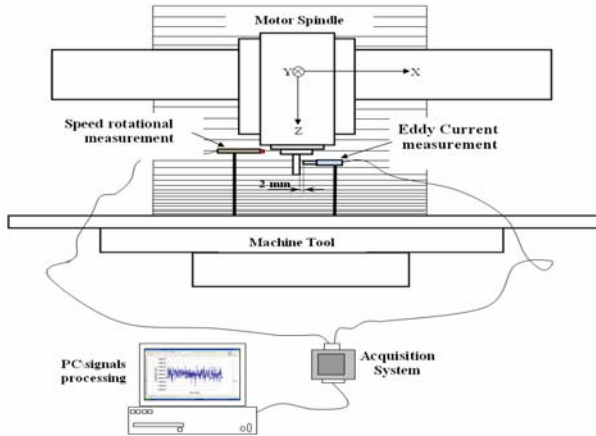 Motor Spindle
Y
X
Z
Speed rotational
measurement
Eddy Current
measurement
2 mm
Machine Tool
PC\signals
processing
Acquisition
System